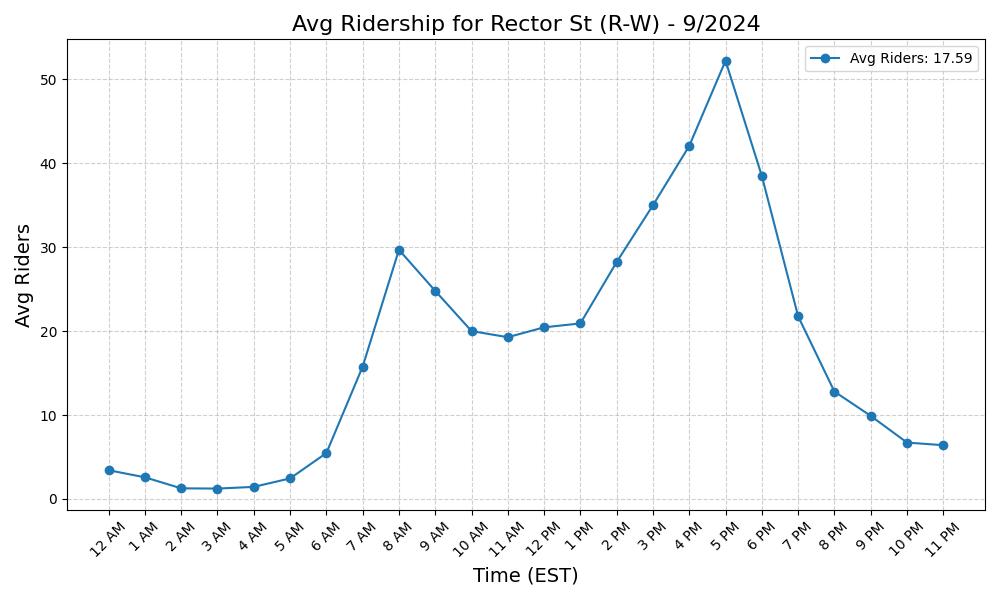 Avg Ridership for Rector St (R-W) - 9/2024
Avg Riders: 17.59
Avg Riders
50
40
30
20
10
0
12 AM
1 AM
2 AM
3 AM
4 AM
5 AM
6 AM
7 AM
8 AM
9 AM
10 AM
11 AM
12 PM
1 PM
2 PM
3 PM
4 PM
5 PM
6 PM
7 PM
8 PM
9 PM
10 PM
11 PM
Time (EST)